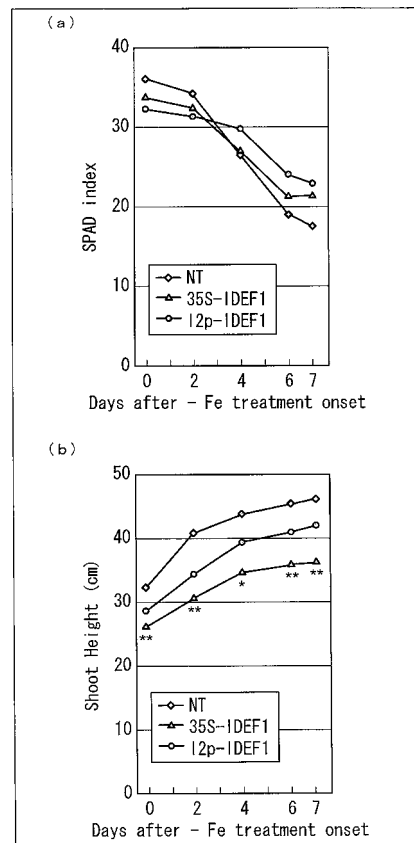 (a)
40
30
20
10
0
SPAD index
NT
35S-IDEF1
I2p-IDEF1
0 2 4 6 7
Days after - Fe treatment onset
(b)
50
40
30
20
10
0
Shoot Height (cm)
** ** * ** **
NT
35S-IDEF1
I2p-IDEF1
0 2 4 6 7
Days after - Fe treatment onset